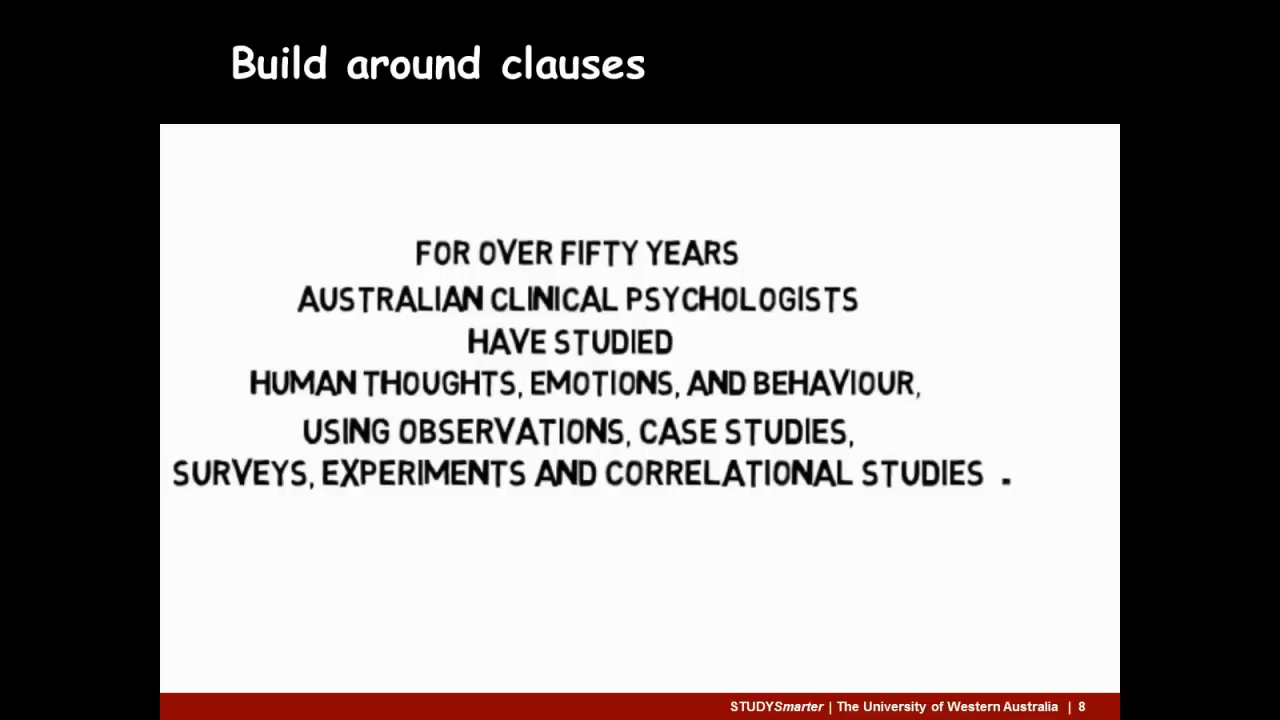 Build around clauses
FOR OVER FIFTY YEARS
AUSTRALIAN CLINICAL PSYCHOLOGISTS
HAVE STUDIED
HUMAN THOUGHTS, EMOTIONS, AND BEHAVIOUR,
USING OBSERVATIONS, CASE STUDIES,
SURVEYS, EXPERIMENTS AND CORRELATIONAL STUDIES .
STUDYSmarter | The University of Western Australia | 8